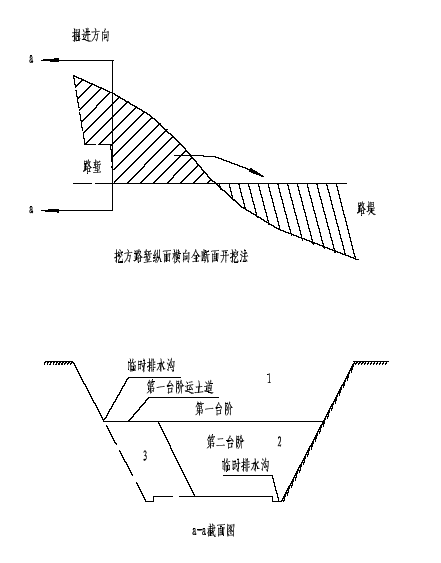 掘进方向
a
路堑
a
路堤
挖方路堑纵面横向全断面开挖法
临时排水沟
第一台阶运土道
1
第一台阶
第二台阶
2
3
临时排水沟
a-a截面图